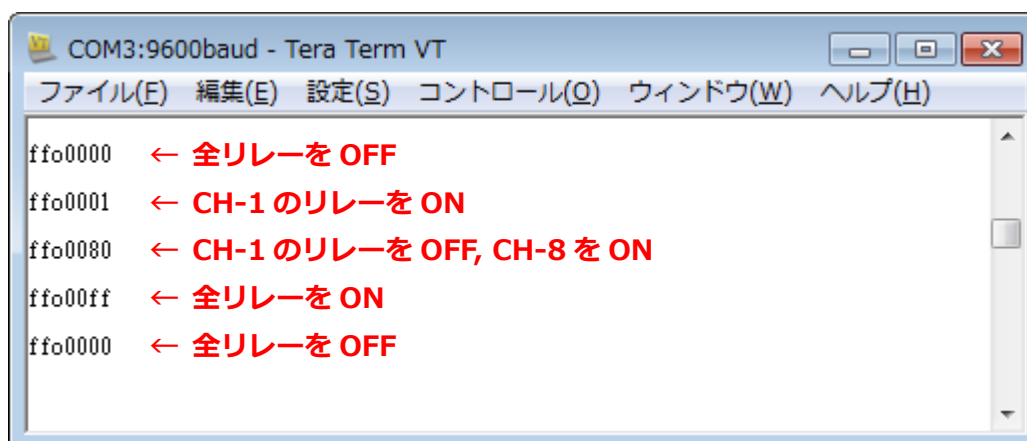 COM3:9600baud - Tera Term VT
ファイル(F) 編集(E) 設定(S) コントロール(O) ウィンドウ(W) ヘルプ(H)
ffo0000 ← 全リレーを OFF
ffo0001 ← CH-1 のリレーを ON
ffo0080 ← CH-1 のリレーを OFF, CH-8 を ON
ffo00ff ← 全リレーを ON
ffo0000 ← 全リレーを OFF